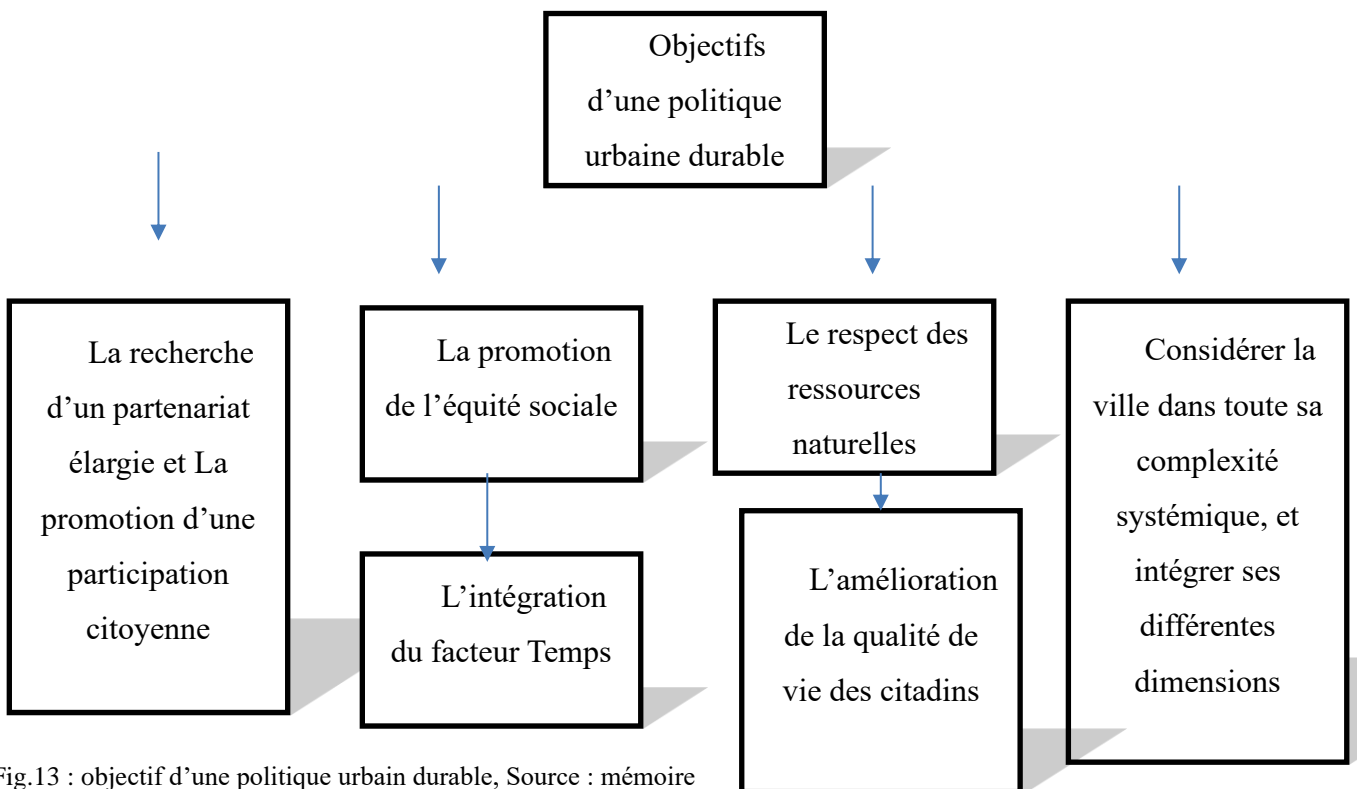 Objectifs
d’une politique
urbaine durable
La recherche
d’un partenariat
élargie et La
promotion d’une
participation
citoyenne
La promotion
de l’équité sociale
Le respect des
ressources
naturelles
Considérer la
ville dans toute sa
complexité
systémique, et
intégrer ses
différentes
dimensions
L’intégration
du facteur Temps
L’amélioration
de la qualité de
vie des citadins
Fig.13 : objectif d’une politique urbain durable, Source : mémoire